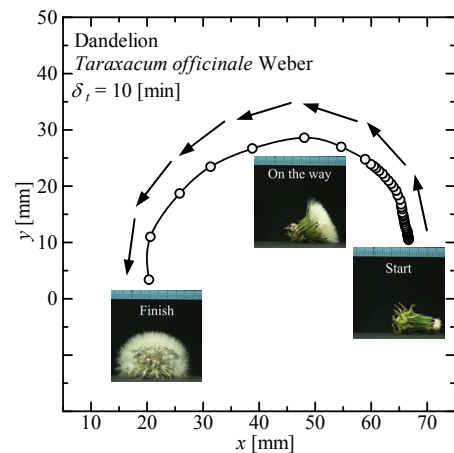 Dandelion
Taraxacum officinale Weber
δt = 10 [min]
50
40
30
20
10
0
y [mm]
On the way
Start
Finish
10 20 30 40 50 60 70
x [mm]